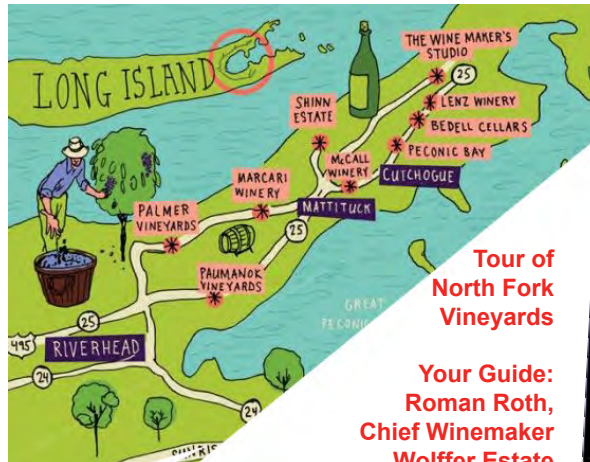 LONG ISLAND
THE WINE MAKER'S
STUDIO
25
LENZ WINERY
BEDELL CELLARS
PECONIC BAY
CUTCHOGUE
SHINN
ESTATE
McCALL
WINERY
MARCARI
WINERY
MATTITUCK
PALMER
VINEYARDS
25
PAUMANOK
VINEYARDS
GREAT
PECONIC
25
495
RIVERHEAD
24
24
Tour of
North Fork
Vineyards
Your Guide:
Roman Roth,
Chief Winemaker
Wolffer Estate